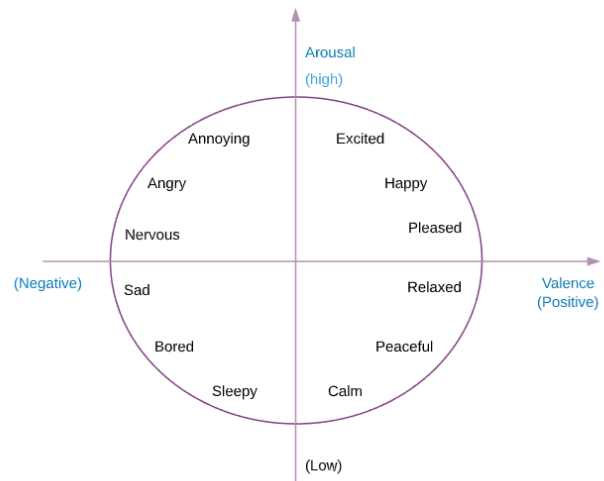 Arousal
(high)
Annoying
Excited
Angry
Happy
Pleased
Nervous
(Negative)
Valence
(Positive)
Sad
Relaxed
Bored
Peaceful
Sleepy
Calm
(Low)